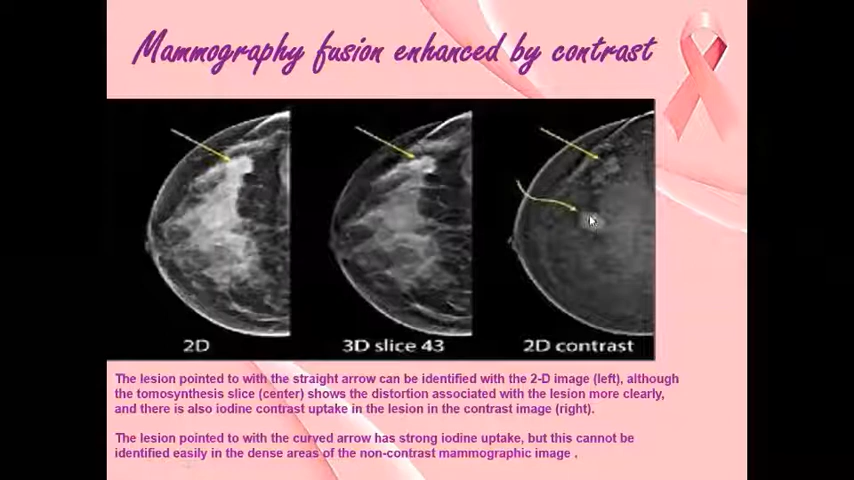 Mammography fusion enhanced by contrast
2D
3D slice 43
2D contrast
The lesion pointed to with the straight arrow can be identified with the 2-D image (left), although
the tomosynthesis slice (center) shows the distortion associated with the lesion more clearly,
and there is also iodine contrast uptake in the lesion in the contrast image (right).
The lesion pointed to with the curved arrow has strong iodine uptake, but this cannot be
identified easily in the dense areas of the non-contrast mammographic image .